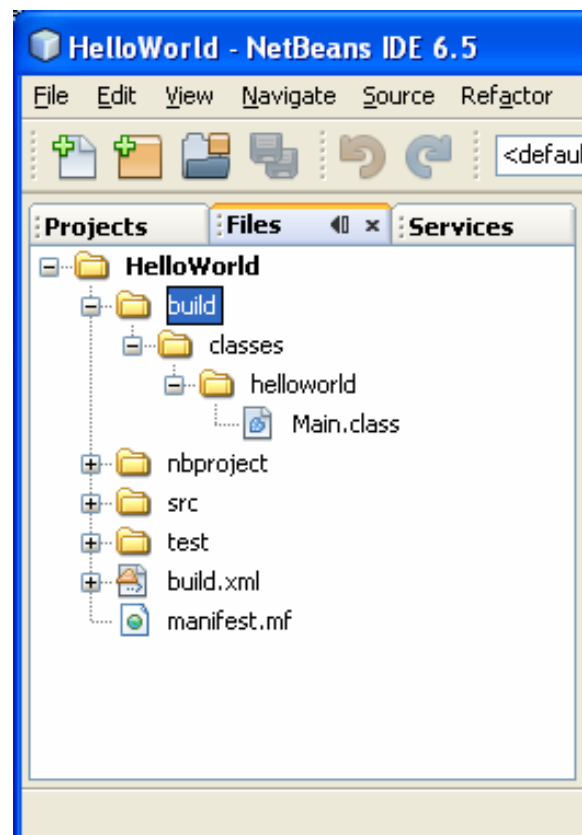 HelloWorld - NetBeans IDE 6.5
File Edit View Navigate Source Refactor
<defaul
Projects Files Services
HelloWorld
build
classes
helloworld
Main.class
nbproject
src
test
build.xml
manifest.mf